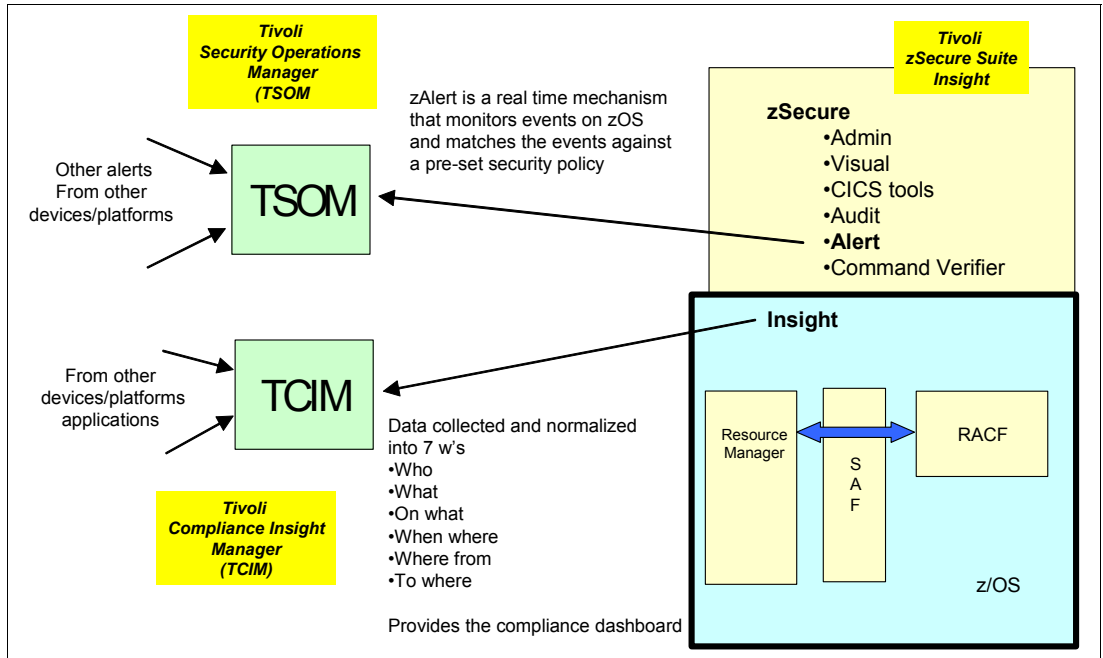 Tivoli
Security Operations
Manager
(TSOM
Tivoli
zSecure Suite
Insight
zAlert is a real time mechanism
that monitors events on zOS
and matches the events against
a pre-set security policy
Other alerts
From other
devices/platforms
TSOM
zSecure
•Admin
•Visual
•CICS tools
•Audit
•Alert
•Command Verifier
Insight
From other
devices/platforms
applications
TCIM
Data collected and normalized
into 7 w's
•Who
•What
•On what
•When where
•Where from
•To where
Provides the compliance dashboard
Tivoli
Compliance Insight
Manager
(TCIM)
Resource
Manager
S
A
F
RACF
z/OS